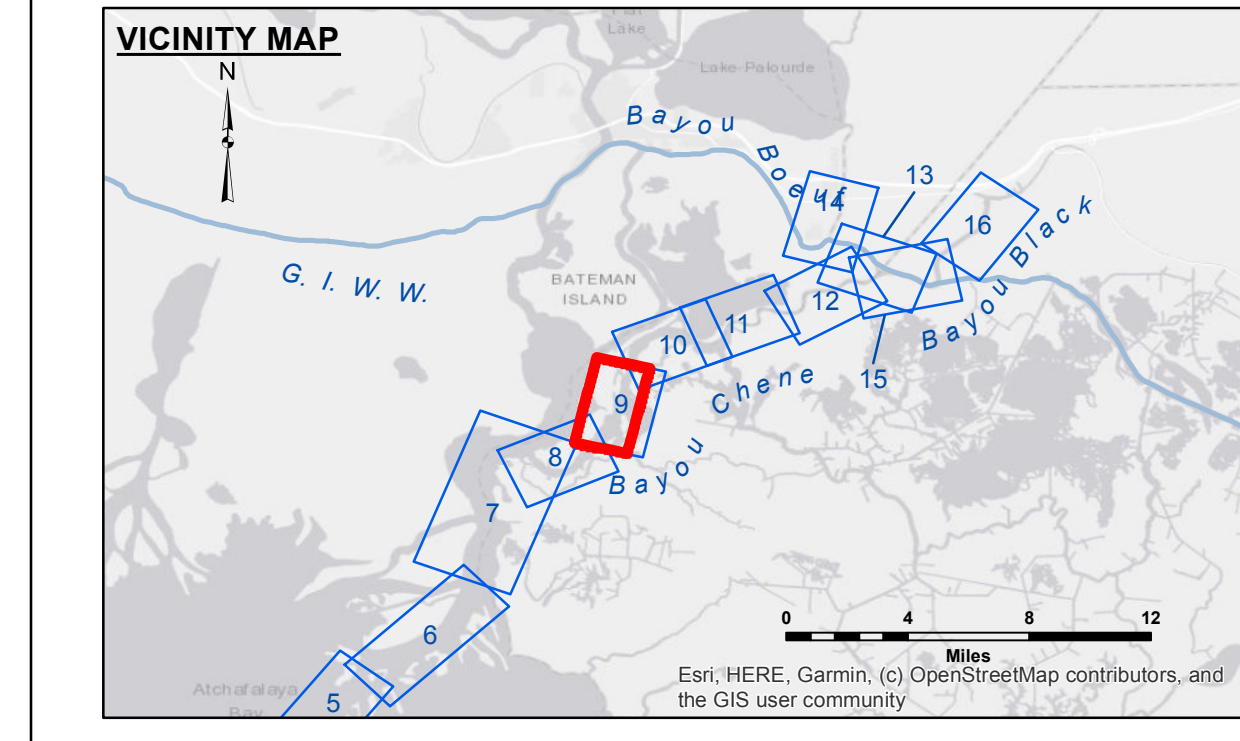 VICINITY MAP
N
Lake
Lake Palourde
Bayou Boeuf
13
14
16
Bayou Black
G. I. W. W.
BATEMAN
ISLAND
12
11
10
15
Bayou Chene
9
8
7
6
5
Atchafalaya
Bay
0 4 8 12
Miles
Esri, HERE, Garmin, (c) OpenStreetMap contributors, and
the GIS user community